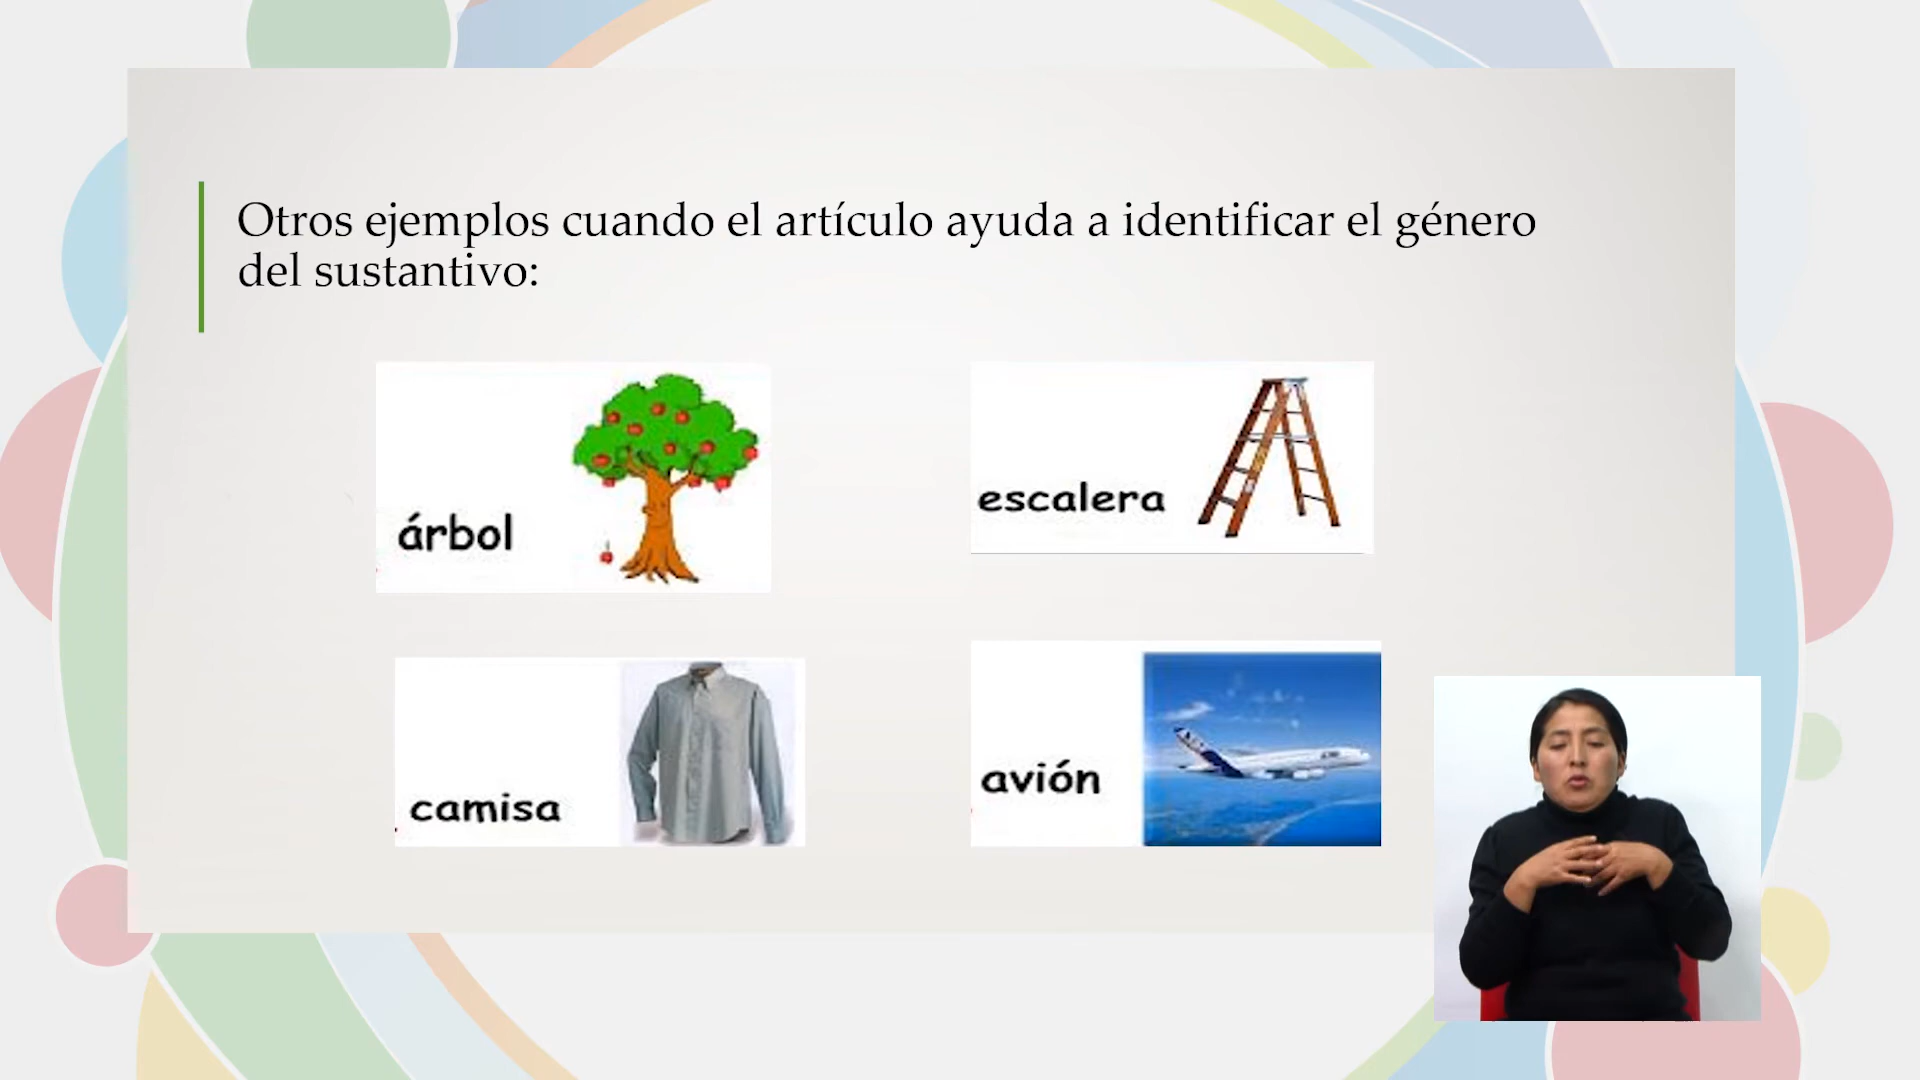 Otros ejemplos cuando el artículo ayuda a identificar el género
del sustantivo:
árbol
escalera
camisa
avión